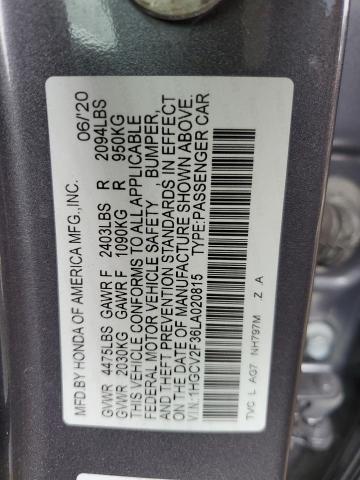 MFD.BY HONDA OF AMERICA MFG.,INC. 06/'20
GVWR 4475LBS GAWR F 2403LBS R 2094LBS
GVWR 2030KG GAWR F 1090KG R 950KG
THIS VEHICLE CONFORMS TO ALL APPLICABLE
FEDERAL MOTOR VEHICLE SAFETY , BUMPER,
AND THEFT PREVENTION STANDARDS IN EFFECT
ON THE DATE OF MANUFACTURE SHOWN ABOVE.
V.I.N.:1HGCV2F36LA020815 TYPE:PASSENGER CAR
TVC L AG7 NH797M Z A